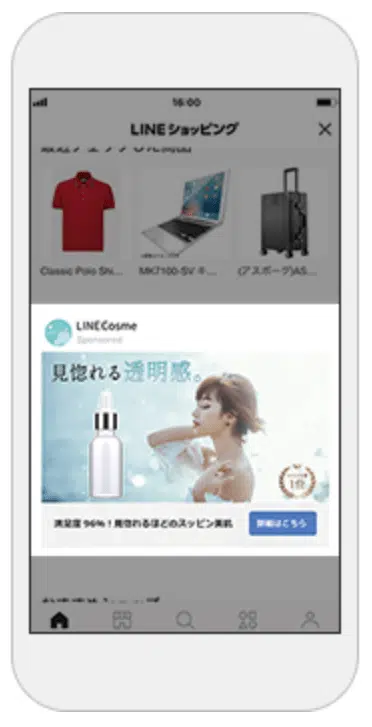 16:00
LINEショッピング
Classic Polo Shi...
MK7100-SV キ...
(アスボーグ)AS...
LINE Cosme
Sponsored
見惚れる透明感。
1位
満足度 96%！見惚れるほどのスッピン美肌
詳細はこちら